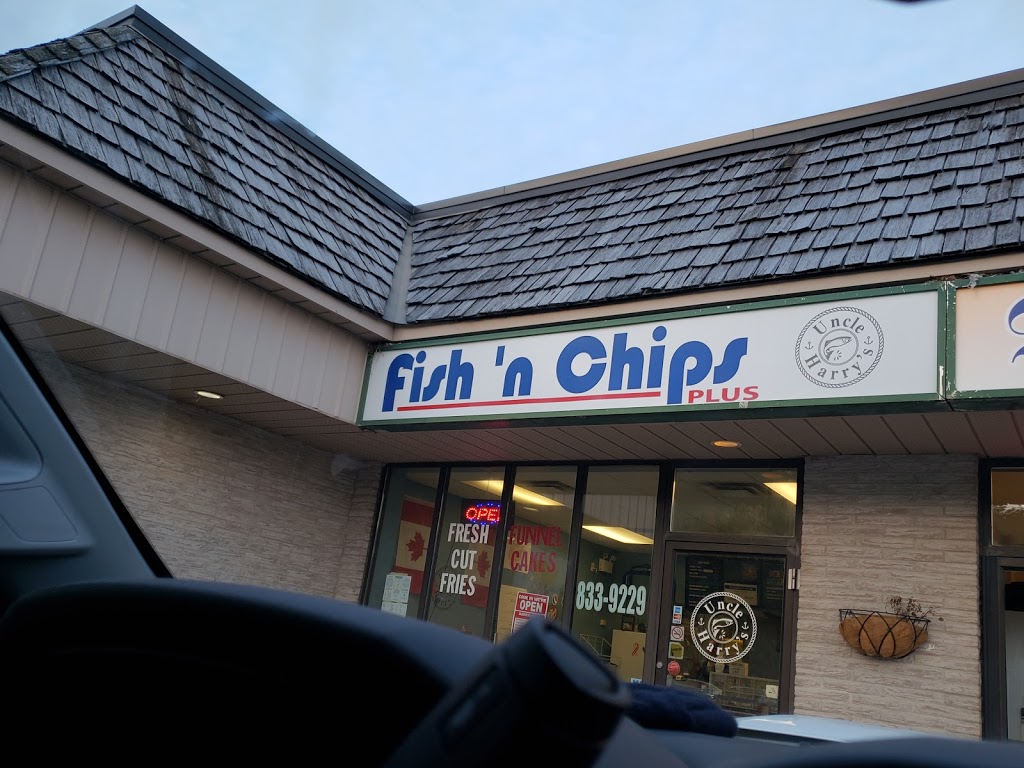 Fish 'n Chips
PLUS
Uncle
Harry's
OPEN
FRESH
CUT
FRIES
FUNNEL
CAKES
OPEN
833-9229
Uncle
Harry's